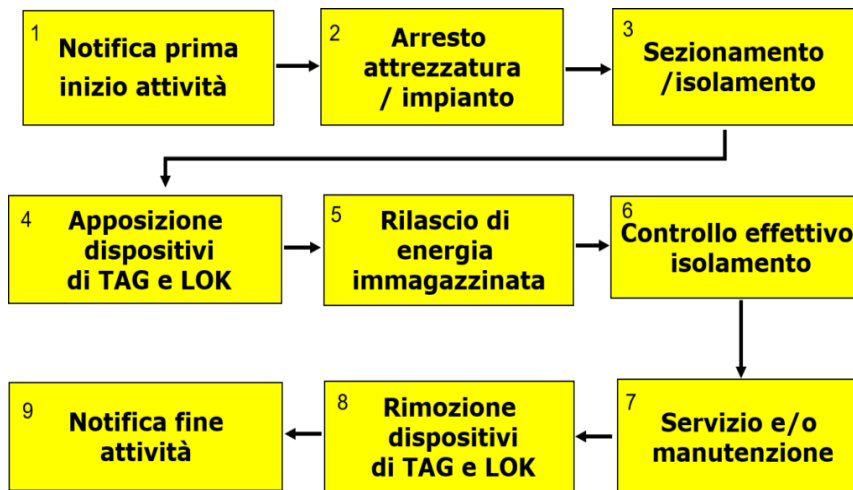 1
Notifica prima
inizio attività
2
Arresto
attrezzatura
/ impianto
3
Sezionamento
/isolamento
4
Apposizione
dispositivi
di TAG e LOK
5
Rilascio di
energia
immagazzinata
6
Controllo effettivo
isolamento
7
Servizio e/o
manutenzione
8
Rimozione
dispositivi
di TAG e LOK
9
Notifica fine
attività